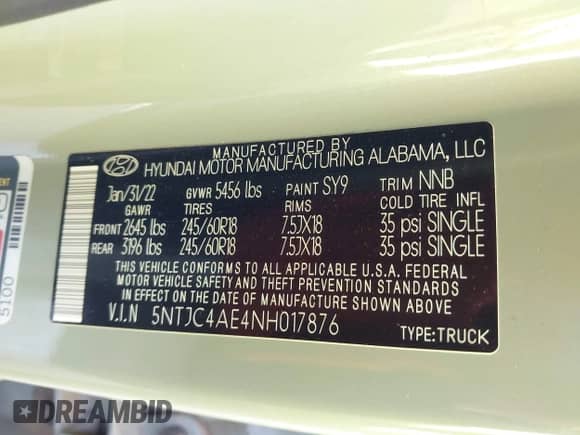 MANUFACTURED BY
HYUNDAI MOTOR MANUFACTURING ALABAMA, LLC
Jan/31/22 GVWR 5456 lbs PAINT SY9 TRIM NNB
GAWR TIRES RIMS COLD TIRE INFL
FRONT 2645 lbs 245/60R18 7.5JX18 35 psi SINGLE
REAR 3196 lbs 245/60R18 7.5JX18 35 psi SINGLE
THIS VEHICLE CONFORMS TO ALL APPLICABLE U.S.A. FEDERAL
MOTOR VEHICLE SAFETY AND THEFT PREVENTION STANDARDS
IN EFFECT ON THE DATE OF MANUFACTURE SHOWN ABOVE.
V.I.N 5NTJC4AE4NH017876 TYPE:TRUCK
5100
DREAMBID